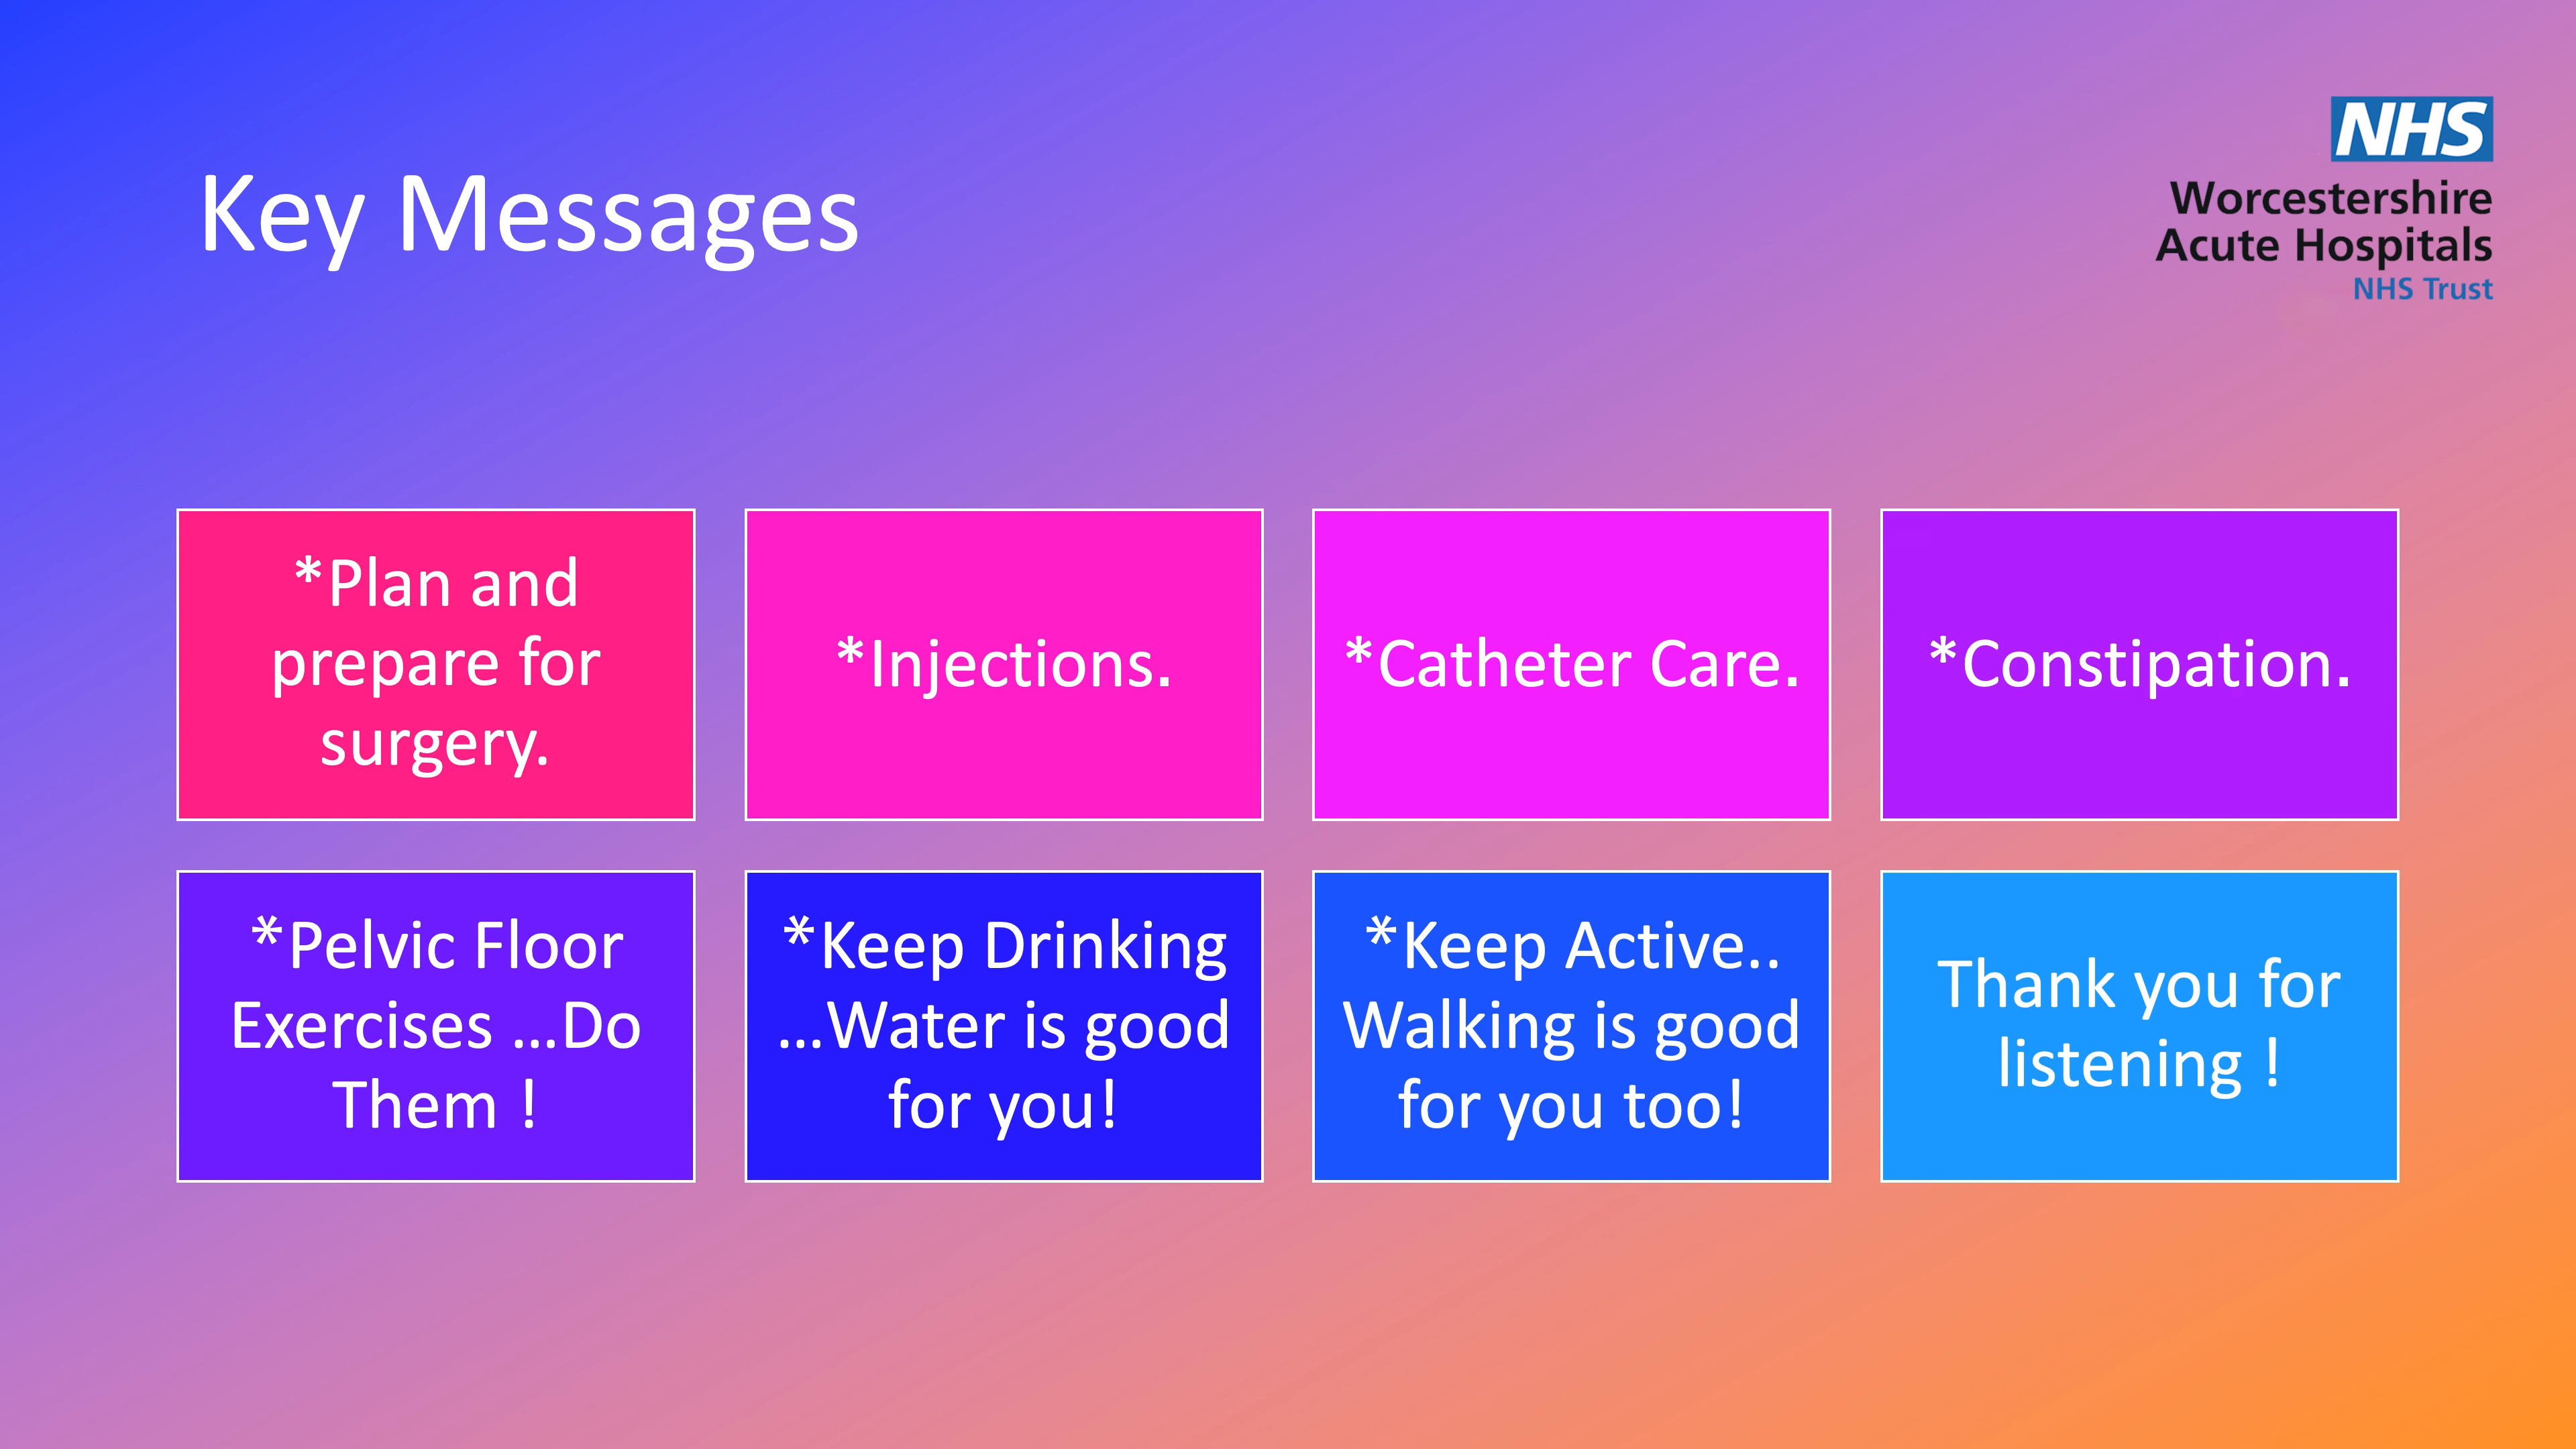 Key Messages
NHS
Worcestershire
Acute Hospitals
NHS Trust
*Plan and
prepare for
surgery.
*Injections.
*Catheter Care.
*Constipation.
*Pelvic Floor
Exercises ...Do
Them !
*Keep Drinking
...Water is good
for you!
*Keep Active..
Walking is good
for you too!
Thank you for
listening !